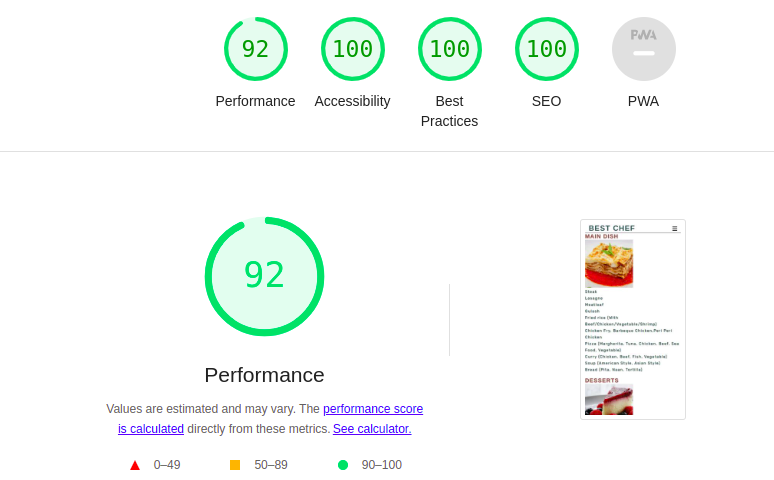 92
100
100
100
PWA
Performance
Accessibility
Best
Practices
SEO
PWA
92
Performance
Values are estimated and may vary. The performance score
is calculated directly from these metrics. See calculator.
0–49
50–89
90–100
BEST CHEF
MAIN DISH
Steak
Lasagna
Meatloaf
Goulash
Fried rice (With
Beef/Chicken/Vegetable/Shrimp)
Chicken Fry, Barbeque Chicken,Peri Peri
Chicken
Pizza (Margherita, Tuna, Chicken, Beef, Sea
Food, Vegetable)
Curry (Chicken, Beef, Fish, Vegetable)
Soup (American Style, Asian Style)
Bread (Pita, Naan, Tortilla)
DESSERTS